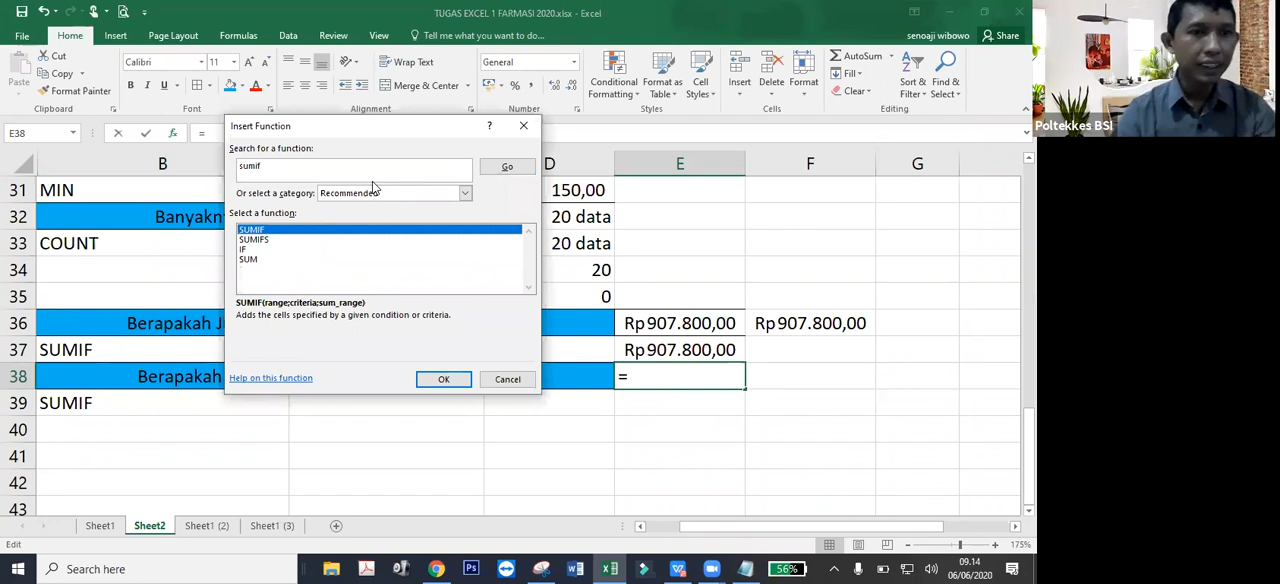 TUGAS EXCEL 1 FARMASI 2020.xlsx - Excel
File Home Insert Page Layout Formulas Data Review View Tell me what you want to do... senoaji wibowo Share
Paste Cut Copy Format Painter
Calibri 11 A A
B I U A
Wrap Text
Merge & Center
General
% ,
Conditional Formatting Format as Table Cell Styles
Insert Delete Format
AutoSum Fill Clear
Sort & Filter Find & Select
Clipboard Font Alignment Number Styles Cells Editing
Poltekkes BSI
E38 fx =
B D E F G
31 MIN 150,00
32 Banyakn 20 data
33 COUNT 20 data
34 20
35 0
36 Berapakah J Rp907.800,00 Rp907.800,00
37 SUMIF Rp907.800,00
38 Berapakah =
39 SUMIF
40
41
42
43
Insert Function ?
Search for a function:
sumif Go
Or select a category: Recommended
Select a function:
SUMIF
SUMIFS
IF
SUM
SUMIF(range;criteria;sum_range)
Adds the cells specified by a given condition or criteria.
Help on this function OK Cancel
Sheet1 Sheet2 Sheet1 (2) Sheet1 (3)
Edit 175%
Search here 56% 09.14
06/06/2020